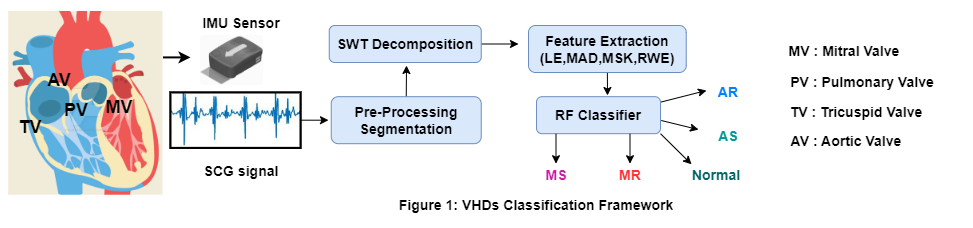 IMU Sensor
AV
PV
MV
TV
SCG signal
SWT Decomposition
Pre-Processing
Segmentation
Feature Extraction
(LE,MAD,MSK,RWE)
RF Classifier
AR
AS
MS
MR
Normal
MV : Mitral Valve
PV : Pulmonary Valve
TV : Tricuspid Valve
AV : Aortic Valve
Figure 1: VHDs Classification Framework